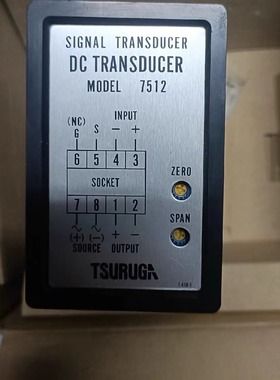 SIGNAL TRANSDUCER
DC TRANSDUCER
MODEL 7512
INPUT
(NC)
G S − +
6 5 4 3
SOCKET
7 8 1 2
~ ~
(+) (−) + −
SOURCE OUTPUT
ZERO
SPAN
TSURUGA